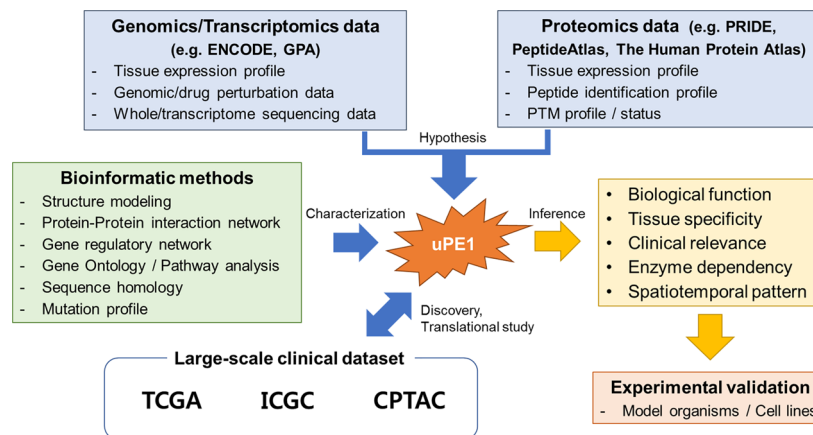 Genomics/Transcriptomics data
(e.g. ENCODE, GPA)
- Tissue expression profile
- Genomic/drug perturbation data
- Whole/transcriptome sequencing data
Proteomics data (e.g. PRIDE,
PeptideAtlas, The Human Protein Atlas)
- Tissue expression profile
- Peptide identification profile
- PTM profile / status
Hypothesis
Bioinformatic methods
- Structure modeling
- Protein-Protein interaction network
- Gene regulatory network
- Gene Ontology / Pathway analysis
- Sequence homology
- Mutation profile
Characterization
uPE1
Inference
• Biological function
• Tissue specificity
• Clinical relevance
• Enzyme dependency
• Spatiotemporal pattern
Discovery,
Translational study
Large-scale clinical dataset
TCGA ICGC CPTAC
Experimental validation
- Model organisms / Cell lines